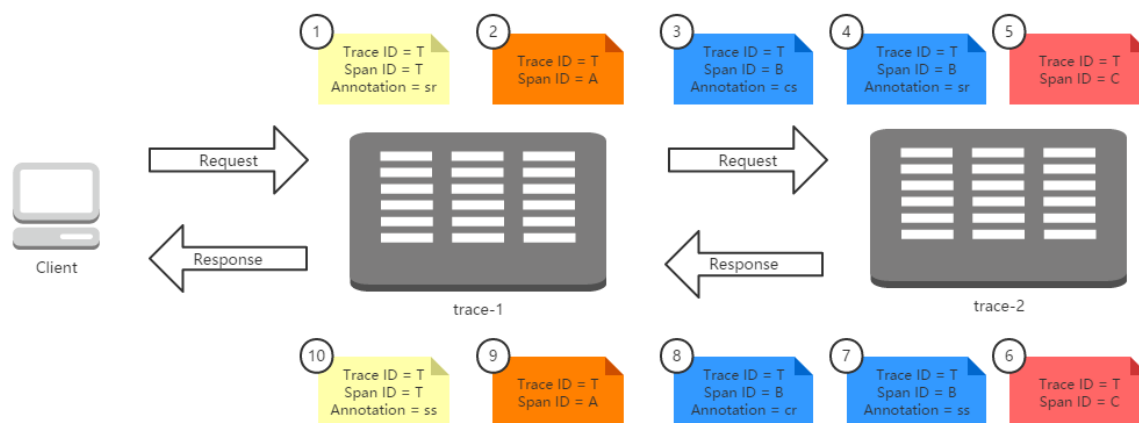 1
Trace ID = T
Span ID = T
Annotation = sr
2
Trace ID = T
Span ID = A
3
Trace ID = T
Span ID = B
Annotation = cs
4
Trace ID = T
Span ID = B
Annotation = sr
5
Trace ID = T
Span ID = C
Request
Request
Response
Response
Client
trace-1
trace-2
10
Trace ID = T
Span ID = T
Annotation = ss
9
Trace ID = T
Span ID = A
8
Trace ID = T
Span ID = B
Annotation = cr
7
Trace ID = T
Span ID = B
Annotation = ss
6
Trace ID = T
Span ID = C